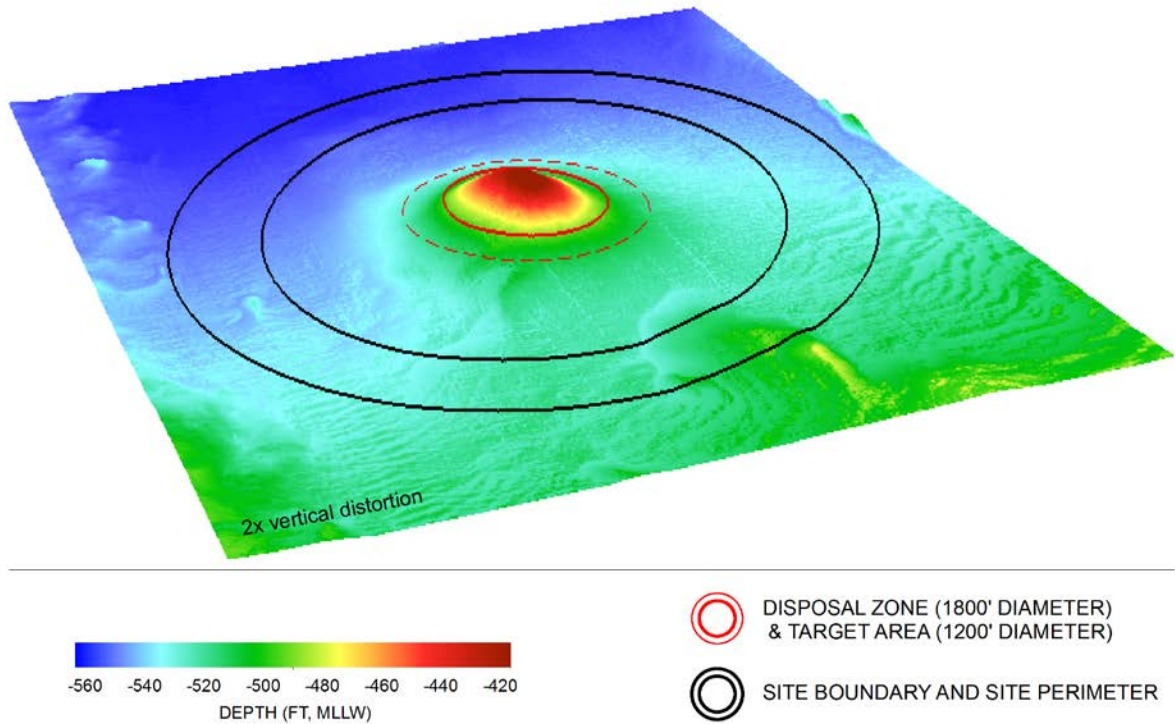 2x vertical distortion
-560 -540 -520 -500 -480 -460 -440 -420
DEPTH (FT, MLLW)
DISPOSAL ZONE (1800' DIAMETER)
& TARGET AREA (1200' DIAMETER)
SITE BOUNDARY AND SITE PERIMETER